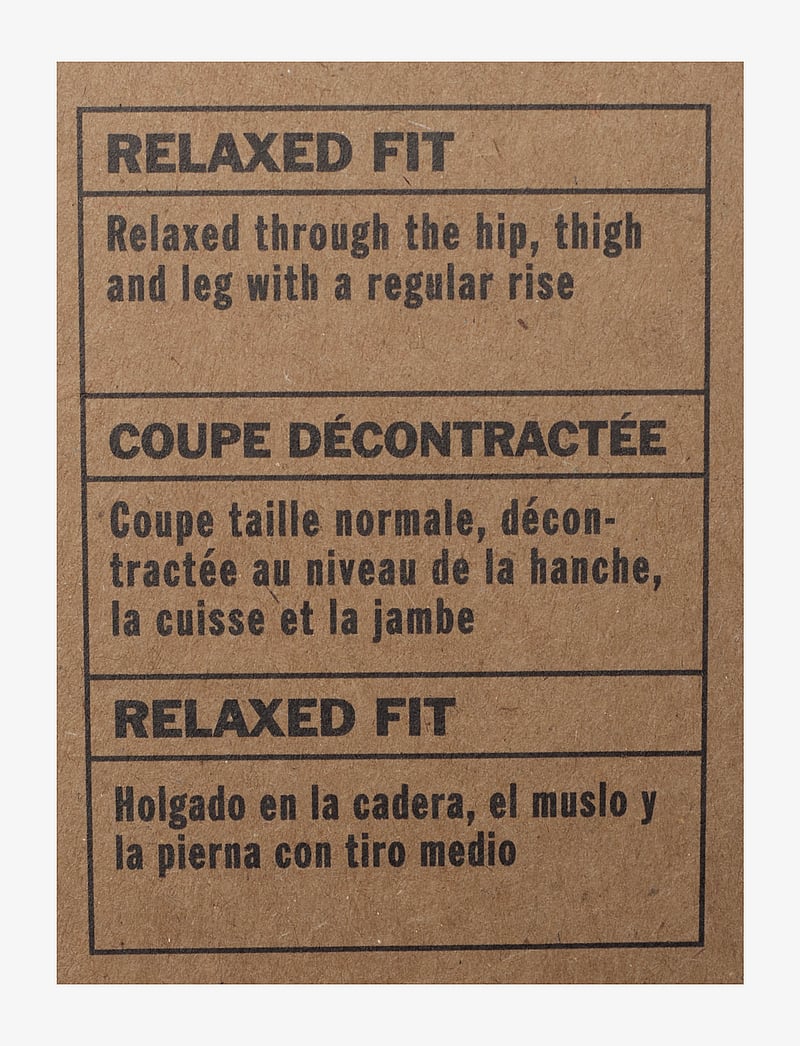 RELAXED FIT
Relaxed through the hip, thigh
and leg with a regular rise
COUPE DÉCONTRACTÉE
Coupe taille normale, décon-
tractée au niveau de la hanche,
la cuisse et la jambe
RELAXED FIT
Holgado en la cadera, el muslo y
la pierna con tiro medio